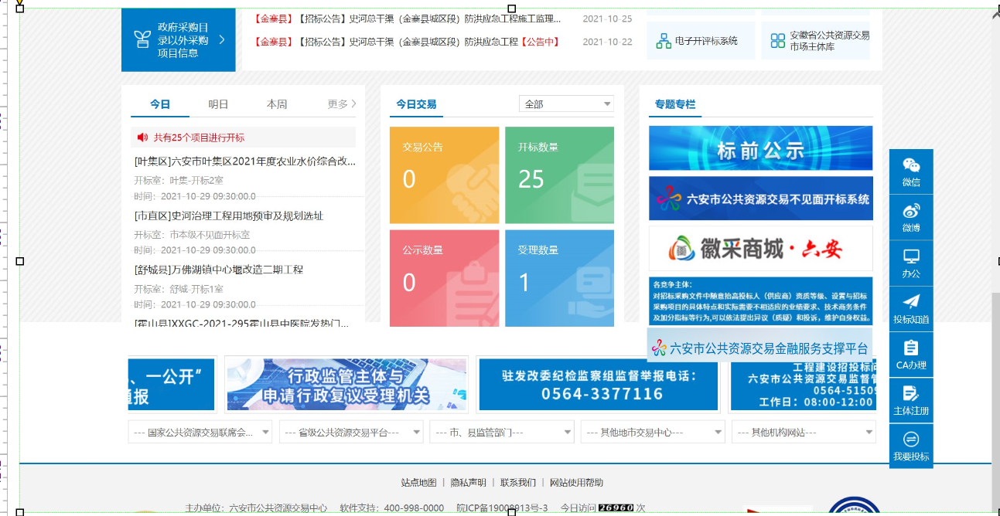 政府采购目
录以外采购
项目信息
【金寨县】【招标公告】史河总干渠（金寨县城区段）防洪应急工程施工监理... 2021-10-25
【金寨县】【招标公告】史河总干渠（金寨县城区段）防洪应急工程【公告中】 2021-10-22
电子开评标系统
安徽省公共资源交易
市场主体库
今日 明日 本周 更多
共有25个项目进行开标
[叶集区]六安市叶集区2021年度农业水价综合改...
开标室：叶集-开标2室
时间：2021-10-29 09:30:00.0
[市直区]史河治理工程用地预审及规划选址
开标室：市本级不见面开标室
时间：2021-10-29 09:30:00.0
[舒城县]万佛湖镇中心堰改造二期工程
开标室：舒城-开标1室
时间：2021-10-29 09:30:00.0
[霍山县]XXGC-2021-295霍山县中医院发热门...
今日交易 全部
交易公告
0
开标数量
25
公示数量
0
受理数量
1
专题专栏
标前公示
六安市公共资源交易不见面开标系统
徽采商城·六安
各竞争主体：
对招标采购文件中随意抬高投标人（供应商）资质等级、设置与招标
采购项目的具体特点和实际需要不相适应的业绩要求、技术商务条件
及加分指标等行为,可以依法提出异议（质疑）和投诉，维护自身权益。
六安市公共资源交易金融服务支撑平台
微信
微博
办公
投标知道
CA办理
主体注册
我要投标
、一公开”
通报
行政监管主体与
申请行政复议受理机关
驻发改委纪检监察组监督举报电话：
0564-3377116
工程建设招投标问
六安市公共资源交易监督管
0564-51509
工作日：08:00-12:00
--- 国家公共资源交易联席会...
--- 省级公共资源交易平台---
--- 市、县监管部门---
--- 其他地市交易中心---
--- 其他机构网站---
站点地图 | 隐私声明 | 联系我们 | 网站使用帮助
主办单位：六安市公共资源交易中心 软件支持：400-998-0000 皖ICP备19008913号-3 今日访问 26960 次